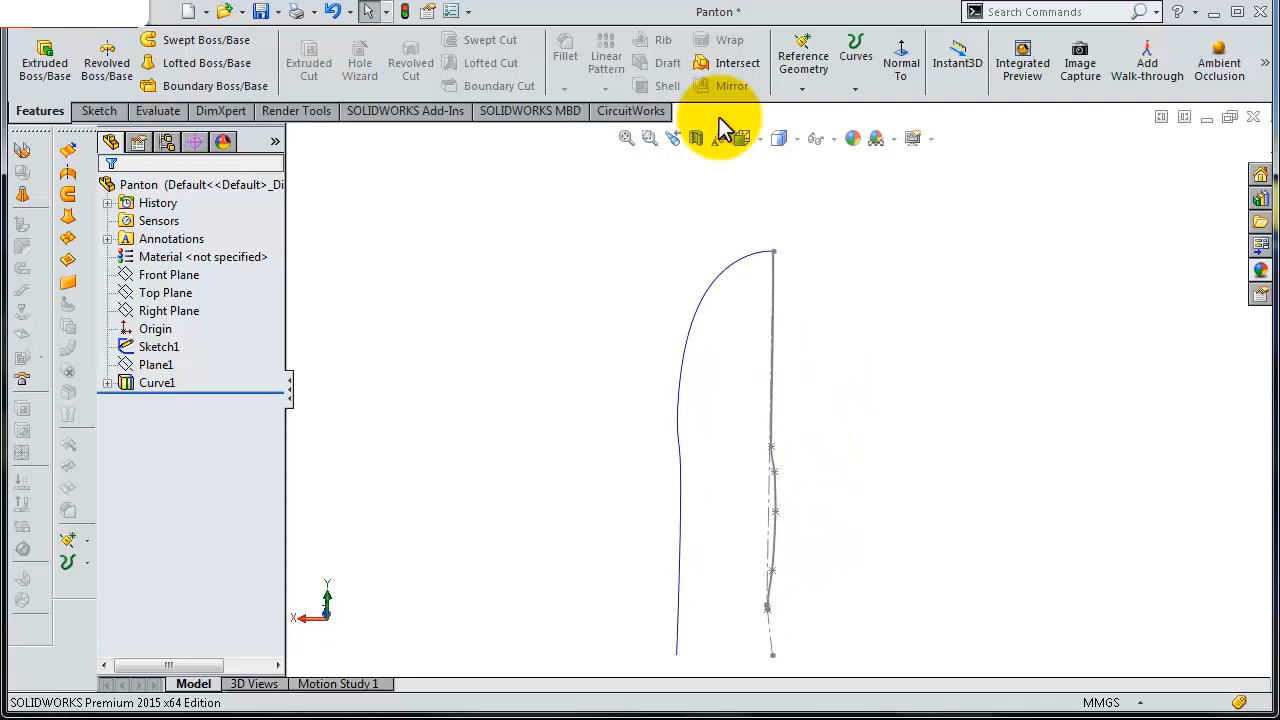 Panton *
Search Commands
Extruded Boss/Base
Revolved Boss/Base
Swept Boss/Base
Lofted Boss/Base
Boundary Boss/Base
Extruded Cut
Hole Wizard
Revolved Cut
Swept Cut
Lofted Cut
Boundary Cut
Fillet
Linear Pattern
Rib
Draft
Shell
Wrap
Intersect
Mirror
Reference Geometry
Curves
Normal To
Instant3D
Integrated Preview
Image Capture
Add Walk-through
Ambient Occlusion
Features
Sketch
Evaluate
DimXpert
Render Tools
SOLIDWORKS Add-Ins
SOLIDWORKS MBD
CircuitWorks
Panton (Default<<Default>_Di
History
Sensors
Annotations
Material <not specified>
Front Plane
Top Plane
Right Plane
Origin
Sketch1
Plane1
Curve1
Y
X
Model
3D Views
Motion Study 1
SOLIDWORKS Premium 2015 x64 Edition
MMGS